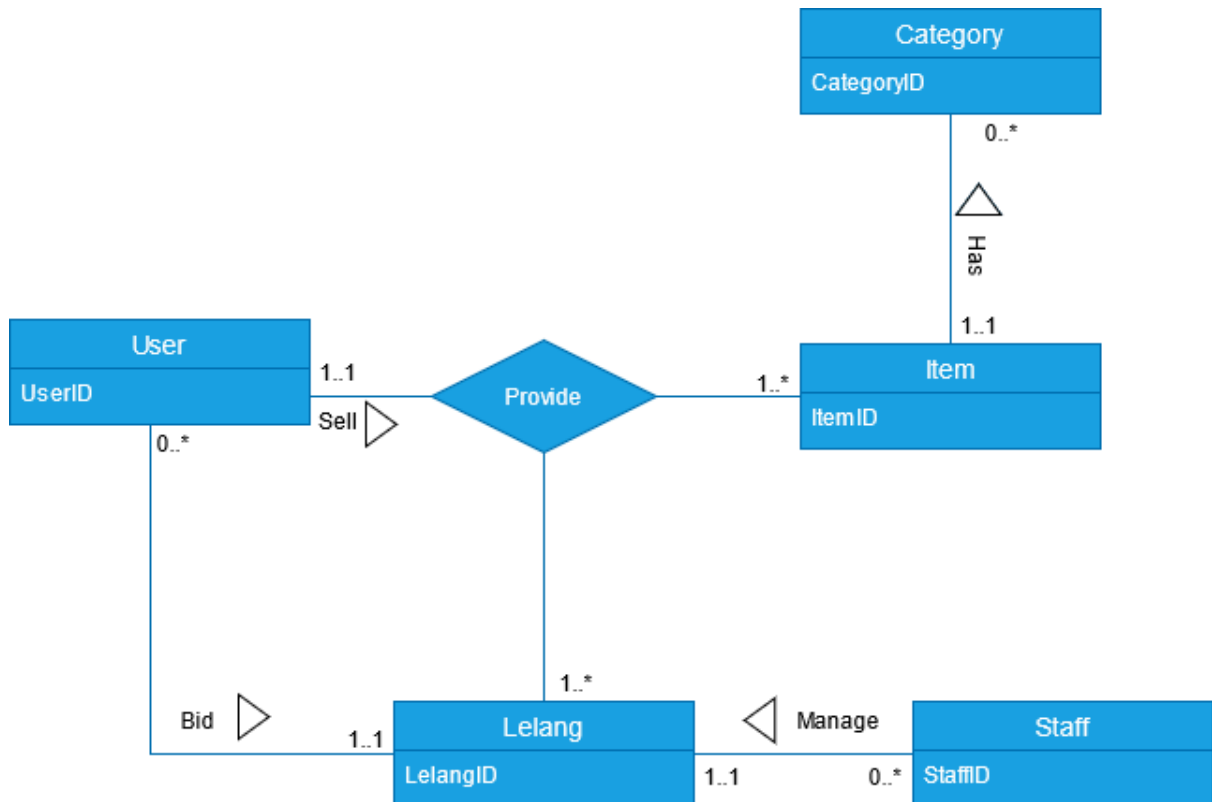 Category
CategoryID
0..*
Has
1..1
User
UserID
1..1
Sell
Provide
1..*
Item
ItemID
0..*
1..*
Bid
1..1
Lelang
LelangID
Manage
1..1
0..*
Staff
StaffID